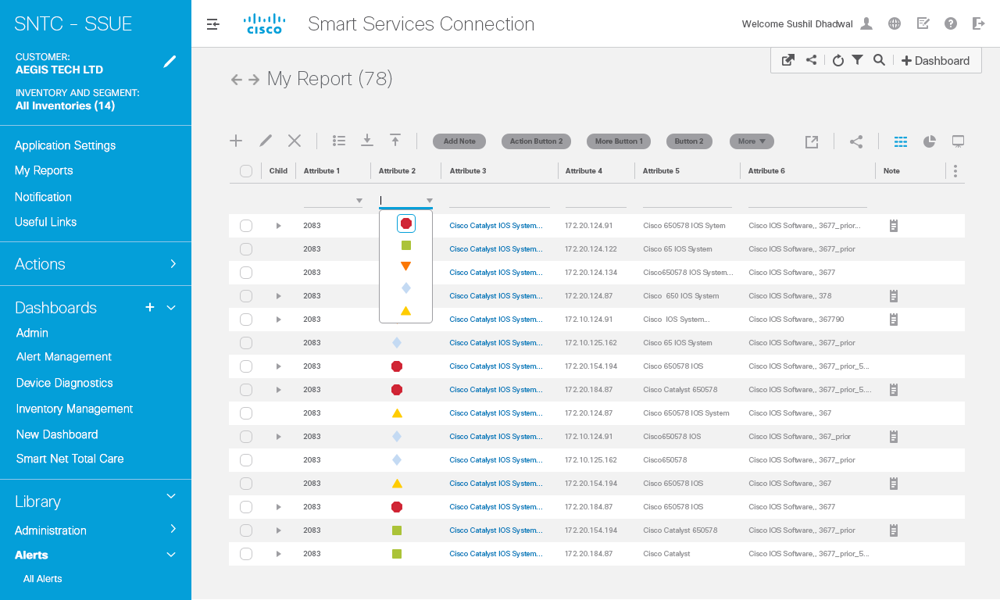 SNTC – SSUE
CUSTOMER:
AEGIS TECH LTD
INVENTORY AND SEGMENT:
All Inventories (14)
Application Settings
My Reports
Notification
Useful Links
Actions
Dashboards
Admin
Alert Management
Device Diagnostics
Inventory Management
New Dashboard
Smart Net Total Care
Library
Administration
Alerts
All Alerts
CISCO
Smart Services Connection
Welcome Sushil Dhadwal
Dashboard
My Report (78)
Add Note Action Button 2 More Button 1 Button 2 More
Child Attribute 1 Attribute 2 Attribute 3 Attribute 4 Attribute 5 Attribute 6 Note
2083 Cisco Catalyst IOS System... 172.20.124.91 Cisco 650578 IOS Sytem Cisco IOS Software,, 3677_prior...
2083 Cisco Catalyst IOS System... 172.20.124.122 Cisco 65 IOS System Cisco IOS Software,, 3677_prior
2083 Cisco Catalyst IOS System... 172.20.124.134 Cisco650578 IOS System... Cisco IOS Software,, 3677
2083 Cisco Catalyst IOS System... 172.20.124.87 Cisco 650 IOS System Cisco IOS Software,, 378
2083 Cisco Catalyst IOS System... 172.10.124.91 Cisco IOS System... Cisco IOS Software,, 367790
2083 Cisco Catalyst IOS System... 172.10.125.162 Cisco 65 IOS System Cisco IOS Software,, 3677_prior
2083 Cisco Catalyst IOS System... 172.20.154.194 Cisco 650578 IOS Cisco IOS Software,, 3677_prior_5...
2083 Cisco Catalyst IOS System... 172.20.184.87 Cisco Catalyst 650578 Cisco IOS Software,, 3677_prior_5....
2083 Cisco Catalyst IOS System... 172.20.124.87 Cisco 650578 IOS System Cisco IOS Software,, 367
2083 Cisco Catalyst IOS System... 172.10.124.91 Cisco650578 IOS Cisco IOS Software,, 367_prior
2083 Cisco Catalyst IOS System... 172.10.125.162 Cisco650578 Cisco IOS Software,, 3677_prior
2083 Cisco Catalyst IOS System... 172.20.154.194 Cisco 650578 IOS Cisco IOS Software,, 367
2083 Cisco Catalyst IOS System... 172.20.184.87 Cisco 650578 IOS Cisco IOS Software,, 3677
2083 Cisco Catalyst IOS System... 172.20.154.194 Cisco Catalyst 650578 Cisco IOS Software,, 3677_prior
2083 Cisco Catalyst IOS System... 172.20.184.87 Cisco Catalyst Cisco IOS Software,, 3677_prior_5...